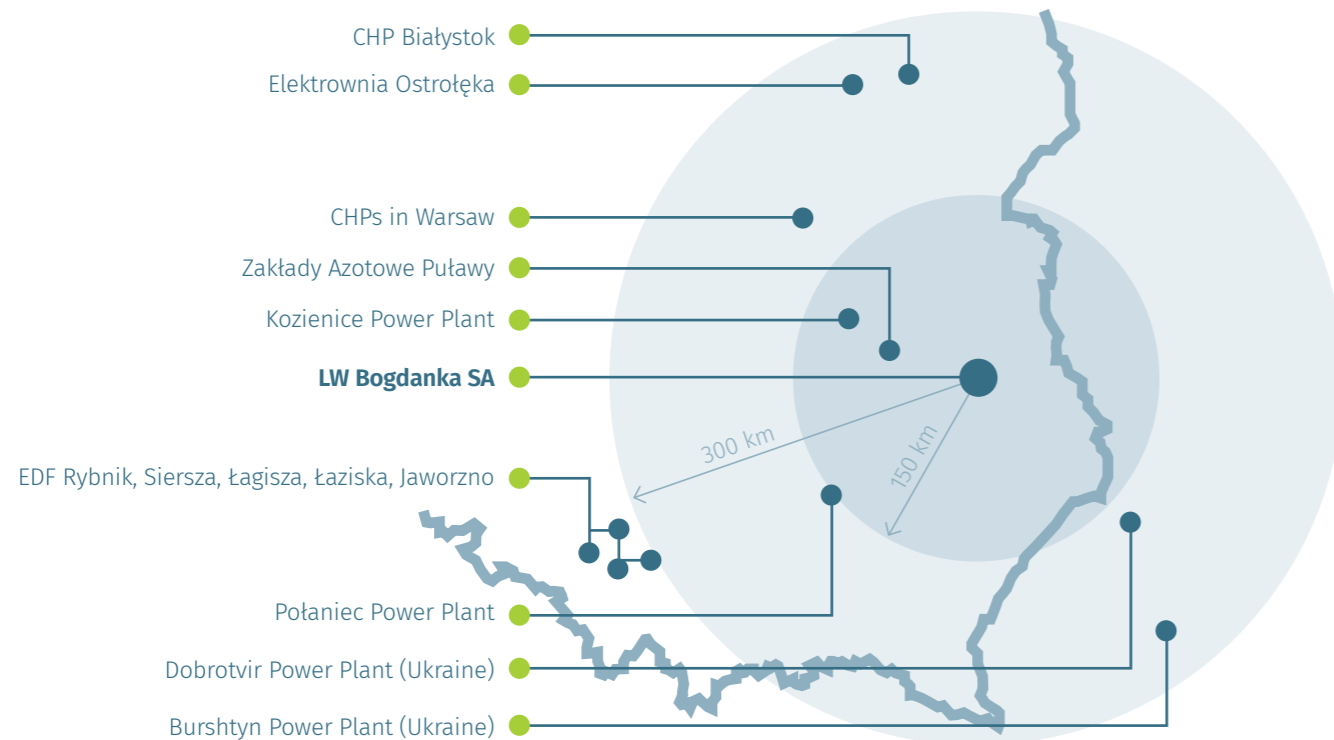 CHP Białystok
Elektrownia Ostrołęka
CHPs in Warsaw
Zakłady Azotowe Puławy
Kozienice Power Plant
LW Bogdanka SA
300 km
150 km
EDF Rybnik, Siersza, Łagisza, Łaziska, Jaworzno
Połaniec Power Plant
Dobrotvir Power Plant (Ukraine)
Burshtyn Power Plant (Ukraine)